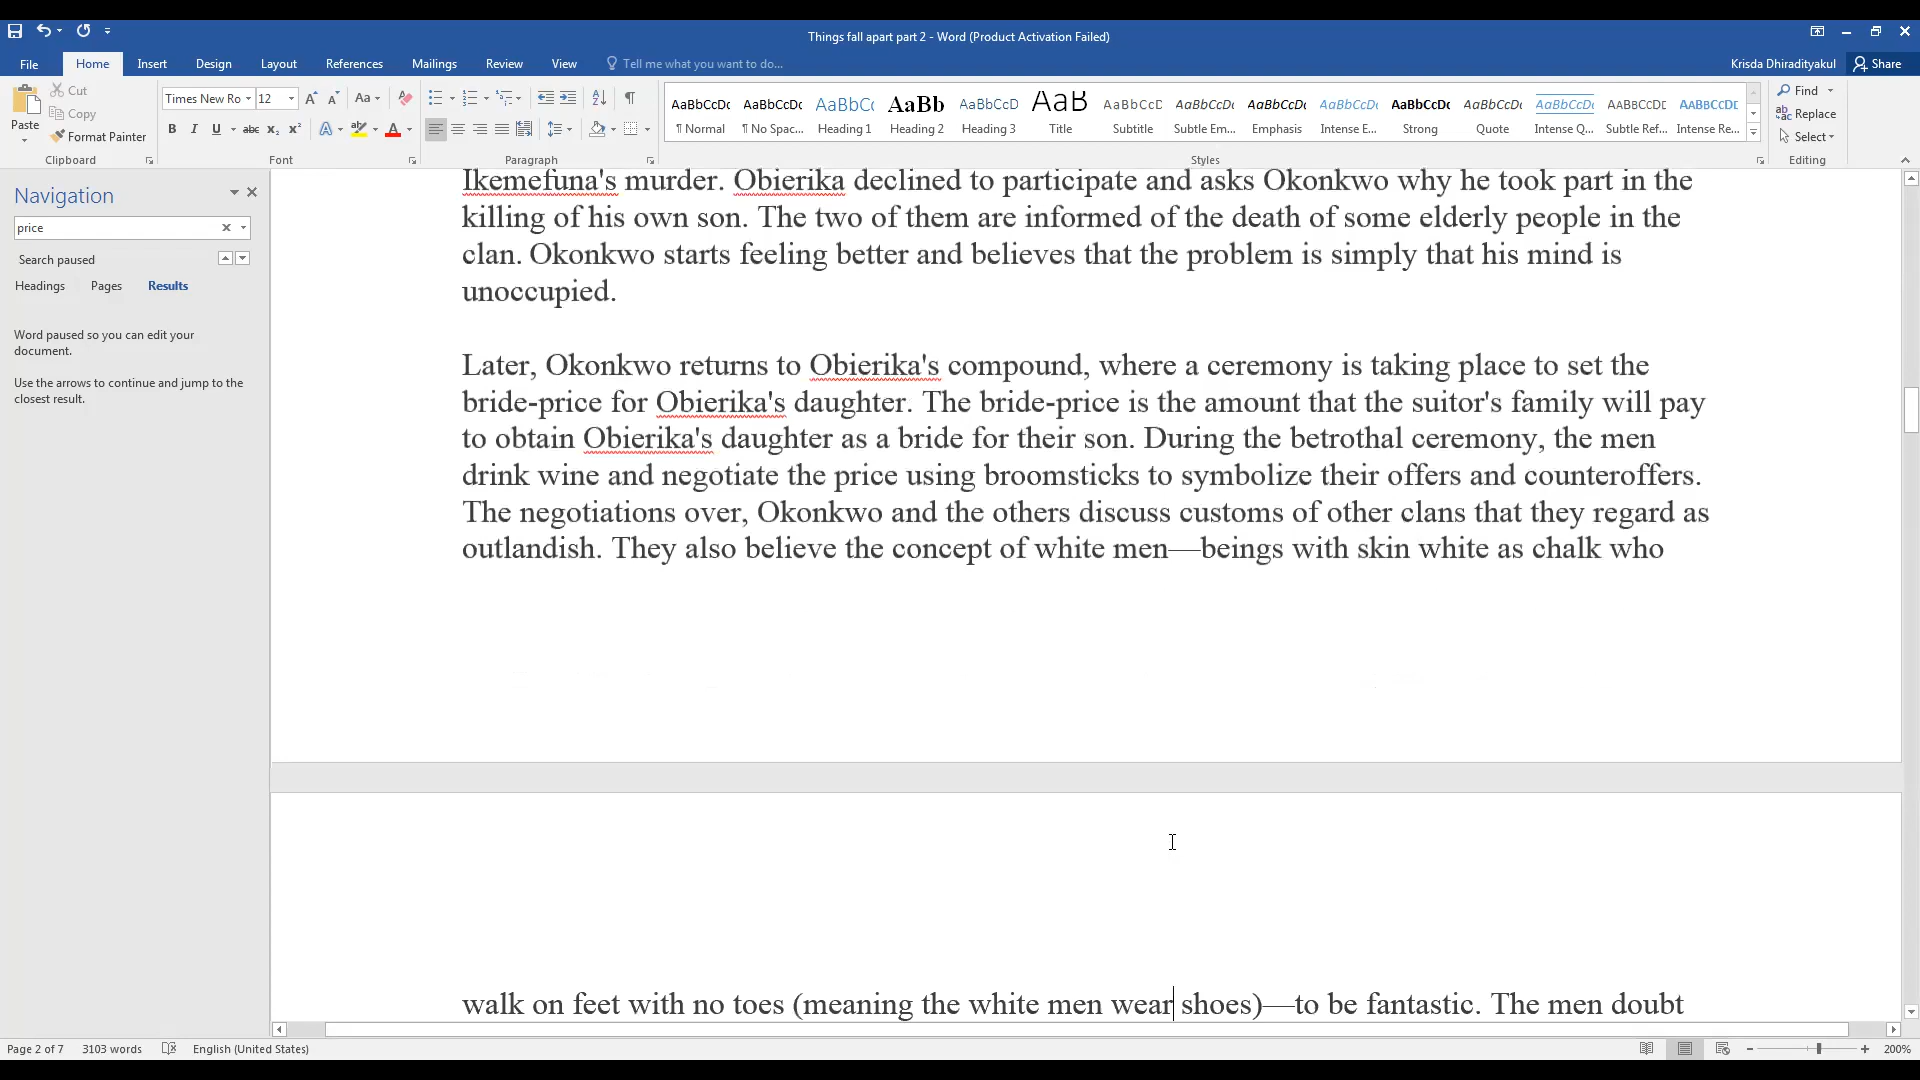 Things fall apart part 2 - Word (Product Activation Failed)
File Home Insert Design Layout References Mailings Review View Tell me what you want to do... Krisda Dhiradityakul Share
Paste
Cut
Copy
Format Painter
Clipboard
Times New Ro 12
Font
Paragraph
AaBbCcDc AaBbCcDc AaBbC AaBb AaBbCcD AaB AaBbCcD AaBbCcDc AaBbCcDc AaBbCcDc AaBbCcDc AaBbCcDc AaBbCcDc AABBCCDE AABBCCDE
¶ Normal ¶ No Spac... Heading 1 Heading 2 Heading 3 Title Subtitle Subtle Em... Emphasis Intense E... Strong Quote Intense Q... Subtle Ref... Intense Re...
Styles
Find
Replace
Select
Editing
Navigation
price
Search paused
Headings Pages Results
Word paused so you can edit your
document.
Use the arrows to continue and jump to the
closest result.
Ikemefuna's murder. Obierika declined to participate and asks Okonkwo why he took part in the
killing of his own son. The two of them are informed of the death of some elderly people in the
clan. Okonkwo starts feeling better and believes that the problem is simply that his mind is
unoccupied.
Later, Okonkwo returns to Obierika's compound, where a ceremony is taking place to set the
bride-price for Obierika's daughter. The bride-price is the amount that the suitor's family will pay
to obtain Obierika's daughter as a bride for their son. During the betrothal ceremony, the men
drink wine and negotiate the price using broomsticks to symbolize their offers and counteroffers.
The negotiations over, Okonkwo and the others discuss customs of other clans that they regard as
outlandish. They also believe the concept of white men—beings with skin white as chalk who
walk on feet with no toes (meaning the white men wear shoes)—to be fantastic. The men doubt
Page 2 of 7 3103 words English (United States) 200%